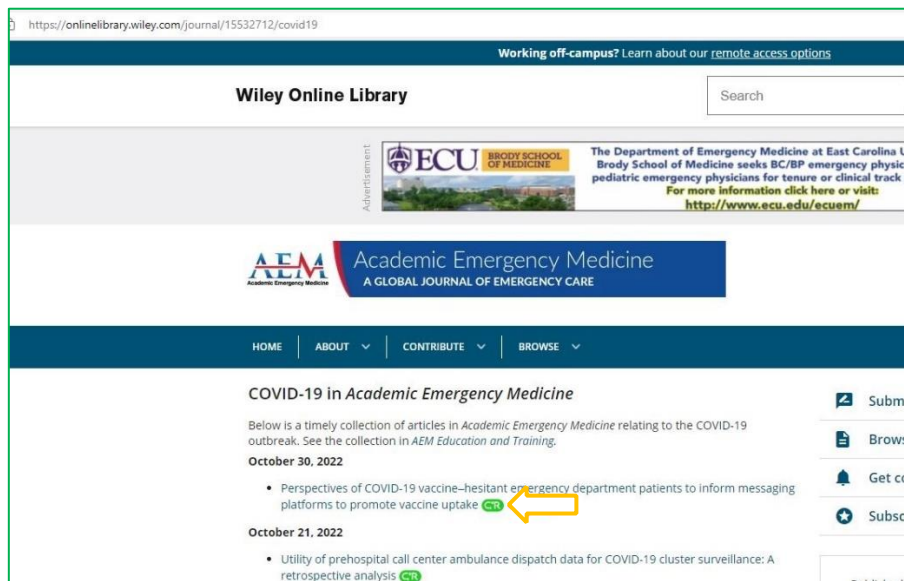 https://onlinelibrary.wiley.com/journal/15532712/covid19
Working off-campus? Learn about our remote access options
Wiley Online Library
Search
Advertisement
ECU BRODY SCHOOL OF MEDICINE
The Department of Emergency Medicine at East Carolina U
Brody School of Medicine seeks BC/BP emergency physic
pediatric emergency physicians for tenure or clinical track
For more information click here or visit:
http://www.ecu.edu/ecuem/
AEM
Academic Emergency Medicine
Academic Emergency Medicine
A GLOBAL JOURNAL OF EMERGENCY CARE
HOME ABOUT CONTRIBUTE BROWSE
COVID-19 in Academic Emergency Medicine
Below is a timely collection of articles in Academic Emergency Medicine relating to the COVID-19
outbreak. See the collection in AEM Education and Training.
October 30, 2022
• Perspectives of COVID-19 vaccine–hesitant emergency department patients to inform messaging
platforms to promote vaccine uptake CR
October 21, 2022
• Utility of prehospital call center ambulance dispatch data for COVID-19 cluster surveillance: A
retrospective analysis CR
Subm
Brows
Get co
Subsc